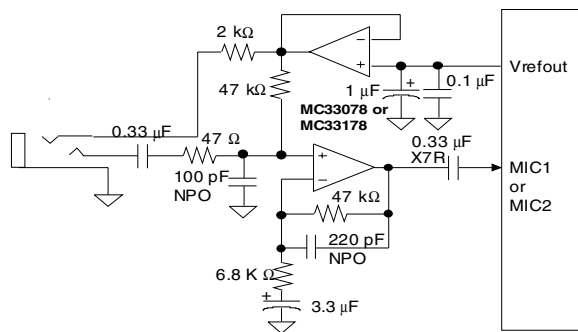 2 kΩ
−
+
Vrefout
+
1 µF
0.1 µF
47 kΩ
MC33078 or
MC33178
0.33 µF
47 Ω
0.33 µF
X7R
100 pF
NPO
+
−
MIC1
or
MIC2
47 kΩ
220 pF
NPO
6.8 K Ω
+
3.3 µF